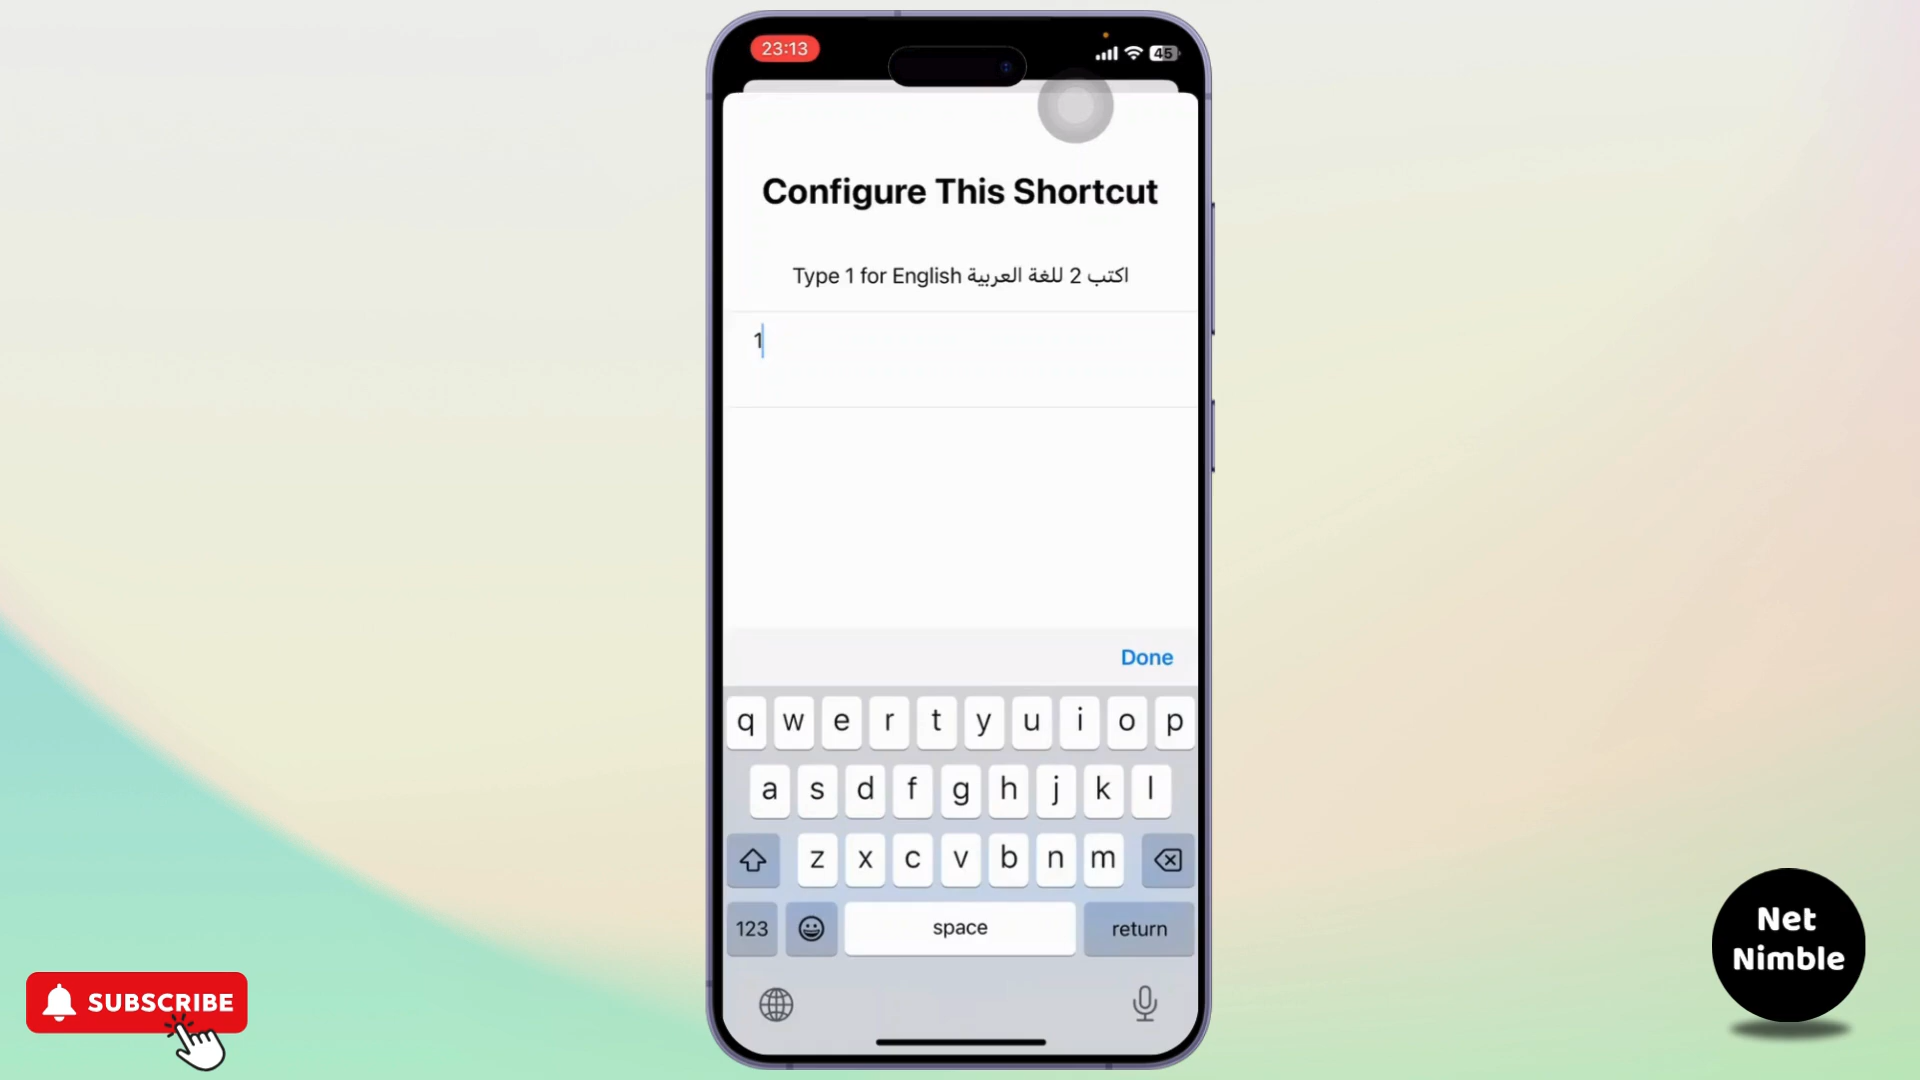 23:13
45
Configure This Shortcut
Type 1 for English اكتب 2 للغة العربية
1
Done
q w e r t y u i o p
a s d f g h j k l
z x c v b n m
123 space return
SUBSCRIBE
Net
Nimble